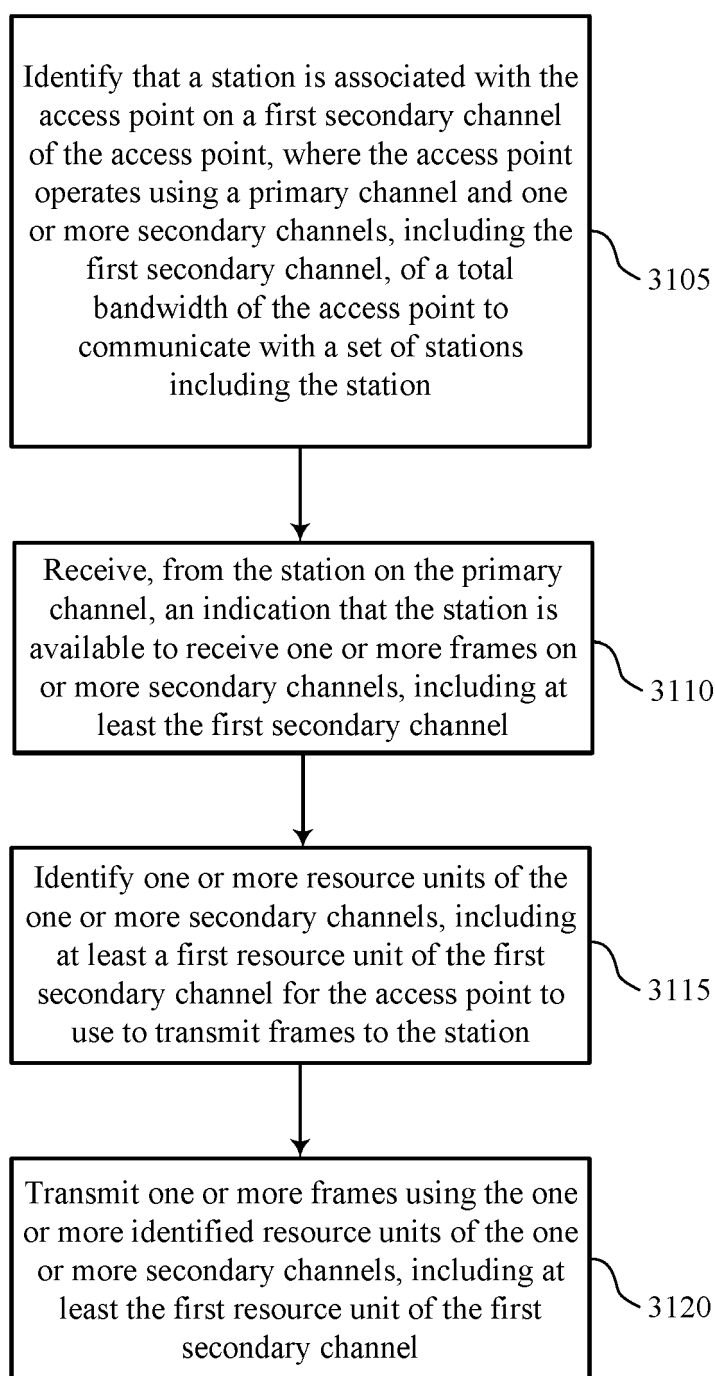 Identify that a station is associated with the
access point on a first secondary channel
of the access point, where the access point
operates using a primary channel and one
or more secondary channels, including the
first secondary channel, of a total
bandwidth of the access point to
communicate with a set of stations
including the station
3105
Receive, from the station on the primary
channel, an indication that the station is
available to receive one or more frames on
or more secondary channels, including at
least the first secondary channel
3110
Identify one or more resource units of the
one or more secondary channels, including
at least a first resource unit of the first
secondary channel for the access point to
use to transmit frames to the station
3115
Transmit one or more frames using the one
or more identified resource units of the one
or more secondary channels, including at
least the first resource unit of the first
secondary channel
3120